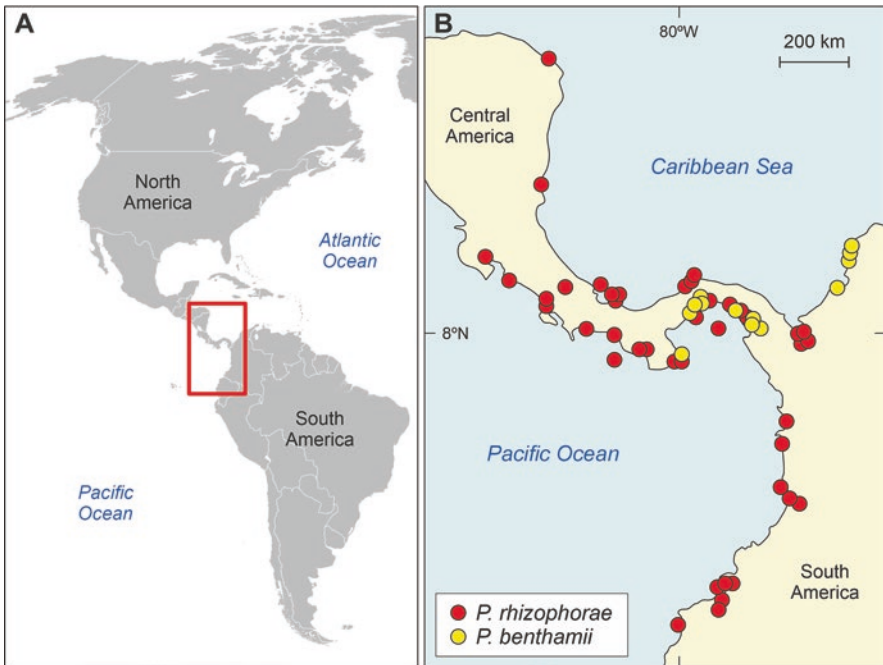 A
North
America
Atlantic
Ocean
South
America
Pacific
Ocean
B
80ºW
200 km
Central
America
Caribbean Sea
8ºN
Pacific Ocean
South
America
P. rhizophorae
P. benthamii